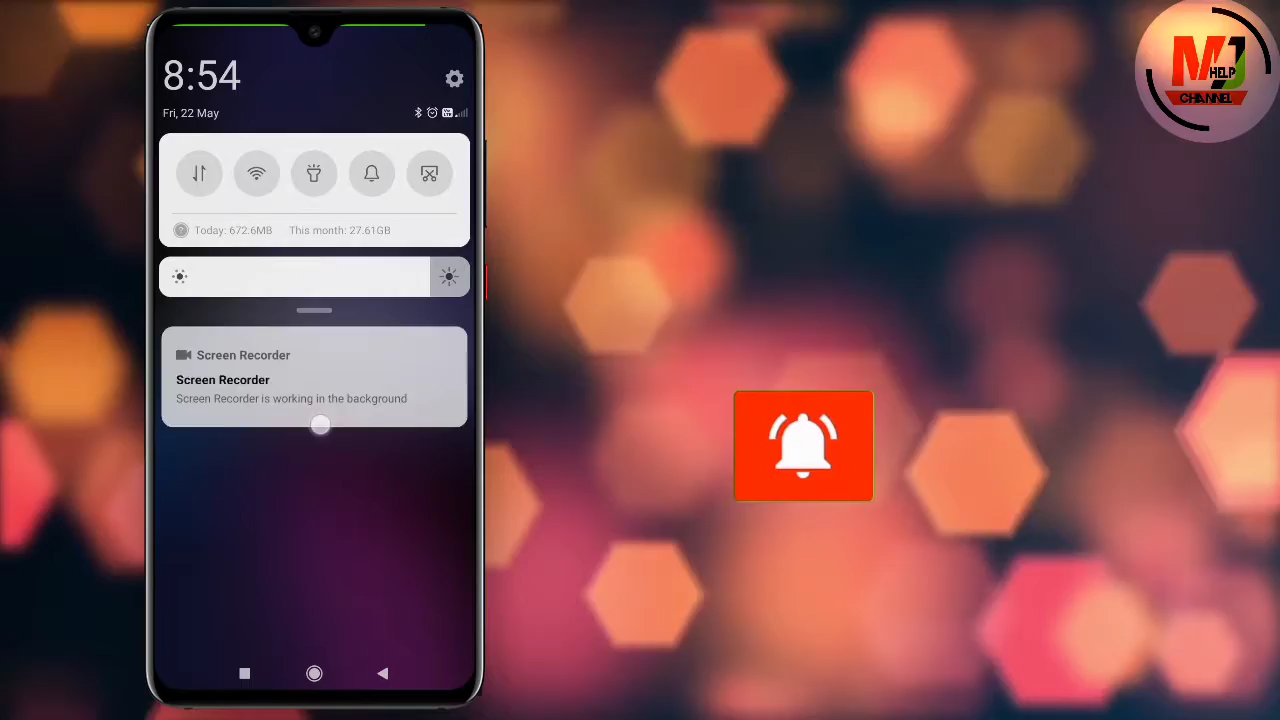 8:54
Fri, 22 May
Today: 672.6MB This month: 27.61GB
Screen Recorder
Screen Recorder
Screen Recorder is working in the background
MJ
HELP
CHANNEL